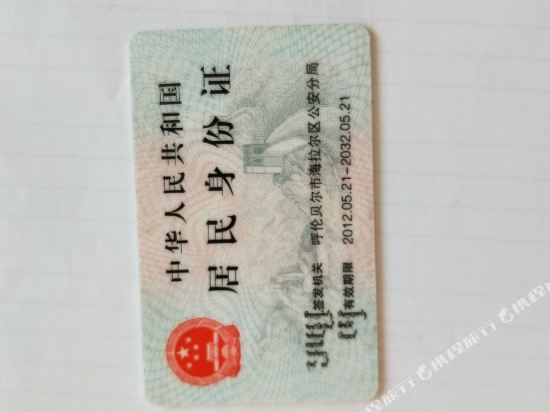 中华人民共和国
居民身份证
签发机关 呼伦贝尔市海拉尔区公安分局
有效期限 2012.05.21-2032.05.21
携程旅行
携程旅行